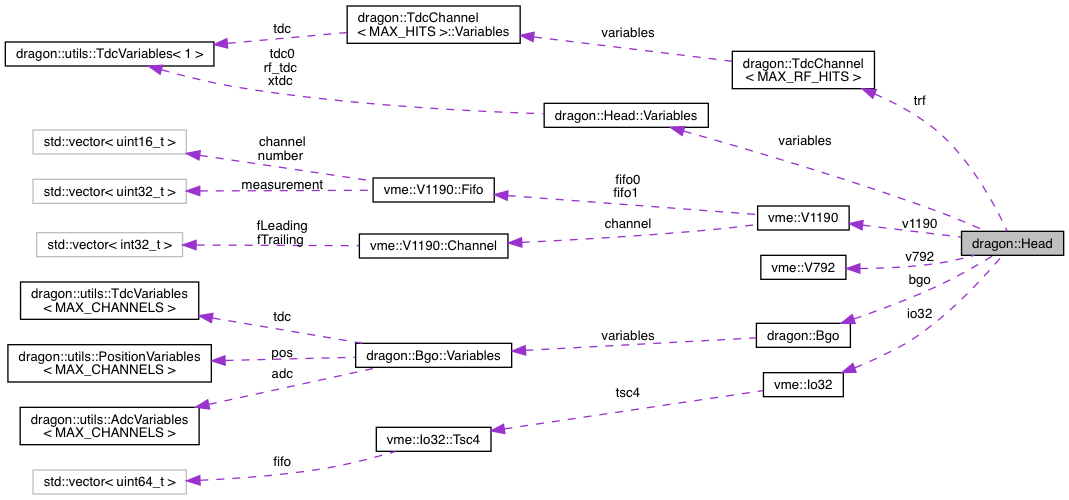 tdc
dragon::TdcChannel
< MAX_HITS >::Variables
variables
dragon::utils::TdcVariables< 1 >
tdc0
rf_tdc
xtdc
dragon::TdcChannel
< MAX_RF_HITS >
trf
dragon::Head::Variables
variables
std::vector< uint16_t >
channel
number
std::vector< uint32_t >
measurement
vme::V1190::Fifo
fifo0
fifo1
vme::V1190
v1190
std::vector< int32_t >
fLeading
fTrailing
vme::V1190::Channel
channel
dragon::Head
vme::V792
v792
bgo
dragon::utils::TdcVariables
< MAX_CHANNELS >
tdc
io32
variables
dragon::Bgo
dragon::utils::PositionVariables
< MAX_CHANNELS >
pos
dragon::Bgo::Variables
adc
vme::Io32
tsc4
dragon::utils::AdcVariables
< MAX_CHANNELS >
vme::Io32::Tsc4
std::vector< uint64_t >
fifo